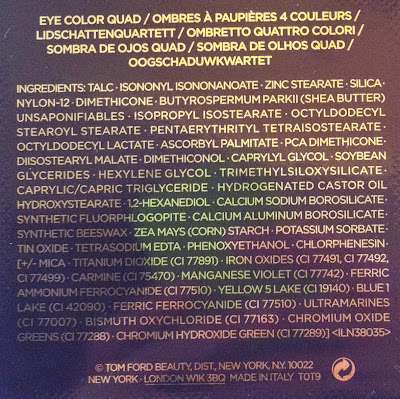 EYE COLOR QUAD / OMBRES À PAUPIÈRES 4 COULEURS /
LIDSCHATTENQUARTETT / OMBRETTO QUATTRO COLORI /
SOMBRA DE OJOS QUAD / SOMBRA DE OLHOS QUAD /
OOGSCHADUWKWARTET
INGREDIENTS: TALC · ISONONYL ISONONANOATE · ZINC STEARATE · SILICA ·
NYLON-12 · DIMETHICONE · BUTYROSPERMUM PARKII (SHEA BUTTER)
UNSAPONIFIABLES · ISOPROPYL ISOSTEARATE · OCTYLDODECYL
STEAROYL STEARATE · PENTAERYTHRITYL TETRAISOSTEARATE ·
OCTYLDODECYL LACTATE · ASCORBYL PALMITATE · PCA DIMETHICONE ·
DIISOSTEARYL MALATE · DIMETHICONOL · CAPRYLYL GLYCOL · SOYBEAN
GLYCERIDES · HEXYLENE GLYCOL · TRIMETHYLSILOXYSILICATE ·
CAPRYLIC/CAPRIC TRIGLYCERIDE · HYDROGENATED CASTOR OIL
HYDROXYSTEARATE · 1,2-HEXANEDIOL · CALCIUM SODIUM BOROSILICATE ·
SYNTHETIC FLUORPHLOGOPITE · CALCIUM ALUMINUM BOROSILICATE ·
SYNTHETIC BEESWAX · ZEA MAYS (CORN) STARCH · POTASSIUM SORBATE ·
TIN OXIDE · TETRASODIUM EDTA · PHENOXYETHANOL · CHLORPHENESIN ·
[+/- MICA · TITANIUM DIOXIDE (CI 77891) · IRON OXIDES (CI 77491, CI 77492,
CI 77499) · CARMINE (CI 75470) · MANGANESE VIOLET (CI 77742) · FERRIC
AMMONIUM FERROCYANIDE (CI 77510) · YELLOW 5 LAKE (CI 19140) · BLUE 1
LAKE (CI 42090) · FERRIC FERROCYANIDE (CI 77510) · ULTRAMARINES
(CI 77007) · BISMUTH OXYCHLORIDE (CI 77163) · CHROMIUM OXIDE
GREENS (CI 77288) · CHROMIUM HYDROXIDE GREEN (CI 77289)] <ILN38035>
© TOM FORD BEAUTY, DIST., NEW YORK, N.Y. 10022
NEW YORK · LONDON W1K 3BQ · MADE IN ITALY TOT9